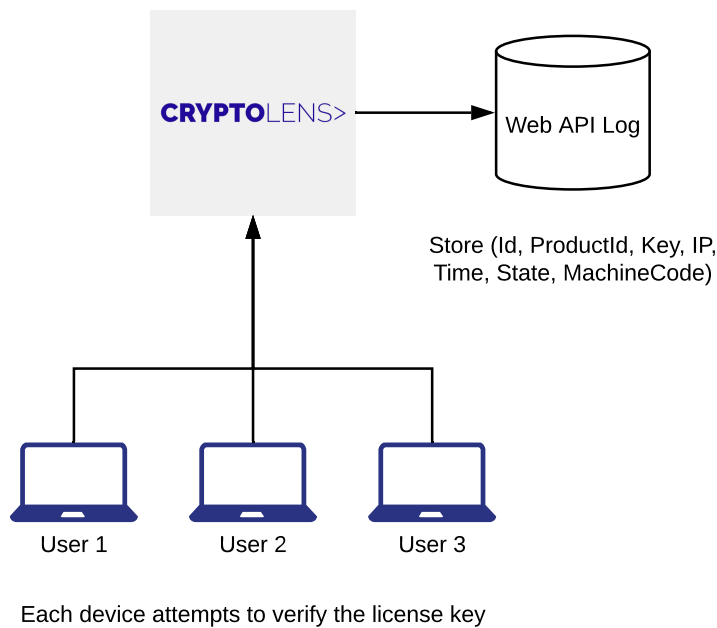 CRYPTOLENS>
Web API Log
Store (Id, ProductId, Key, IP,
Time, State, MachineCode)
User 1
User 2
User 3
Each device attempts to verify the license key